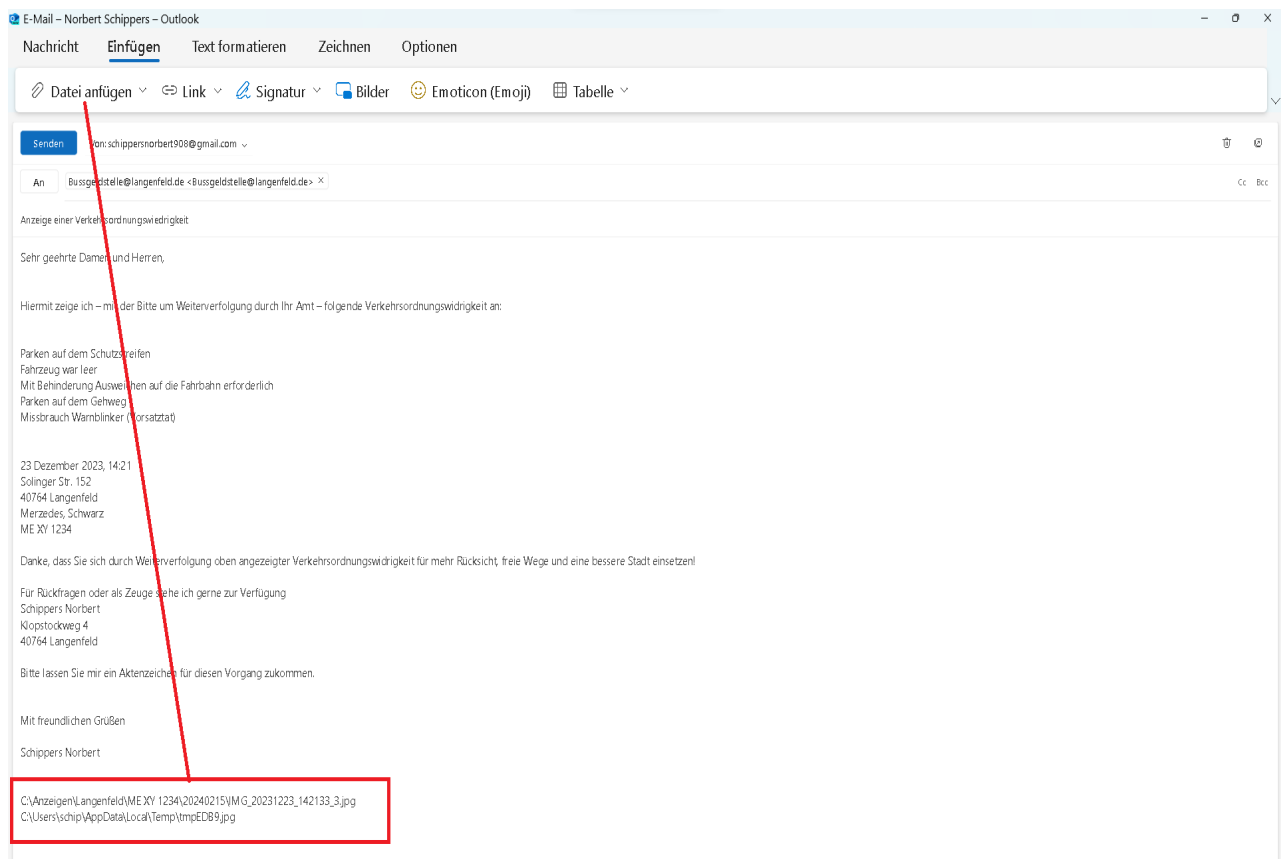 E-Mail – Norbert Schippers – Outlook
Nachricht Einfügen Text formatieren Zeichnen Optionen
Datei anfügen Link Signatur Bilder Emoticon (Emoji) Tabelle
Senden Von: schippersnorbert908@gmail.com
An Bussgeldstelle@langenfeld.de <Bussgeldstelle@langenfeld.de> Cc Bcc
Anzeige einer Verkehrsordnungswiedrigkeit
Sehr geehrte Damen und Herren,
Hiermit zeige ich – mit der Bitte um Weiterverfolgung durch Ihr Amt – folgende Verkehrsordnungswidrigkeit an:
Parken auf dem Schutzstreifen
Fahrzeug war leer
Mit Behinderung Ausweichen auf die Fahrbahn erforderlich
Parken auf dem Gehweg
Missbrauch Warnblinker (Vorsatztat)
23 Dezember 2023, 14:21
Solinger Str. 152
40764 Langenfeld
Merzedes, Schwarz
ME XY 1234
Danke, dass Sie sich durch Weiterverfolgung oben angezeigter Verkehrsordnungswidrigkeit für mehr Rücksicht, freie Wege und eine bessere Stadt einsetzen!
Für Rückfragen oder als Zeuge stehe ich gerne zur Verfügung
Schippers Norbert
Klopstockweg 4
40764 Langenfeld
Bitte lassen Sie mir ein Aktenzeichen für diesen Vorgang zukommen.
Mit freundlichen Grüßen
Schippers Norbert
C:\Anzeigen\Langenfeld\ME XY 1234\20240215\IMG_20231223_142133_3.jpg
C:\Users\schip\AppData\Local\Temp\tmpEDB9.jpg